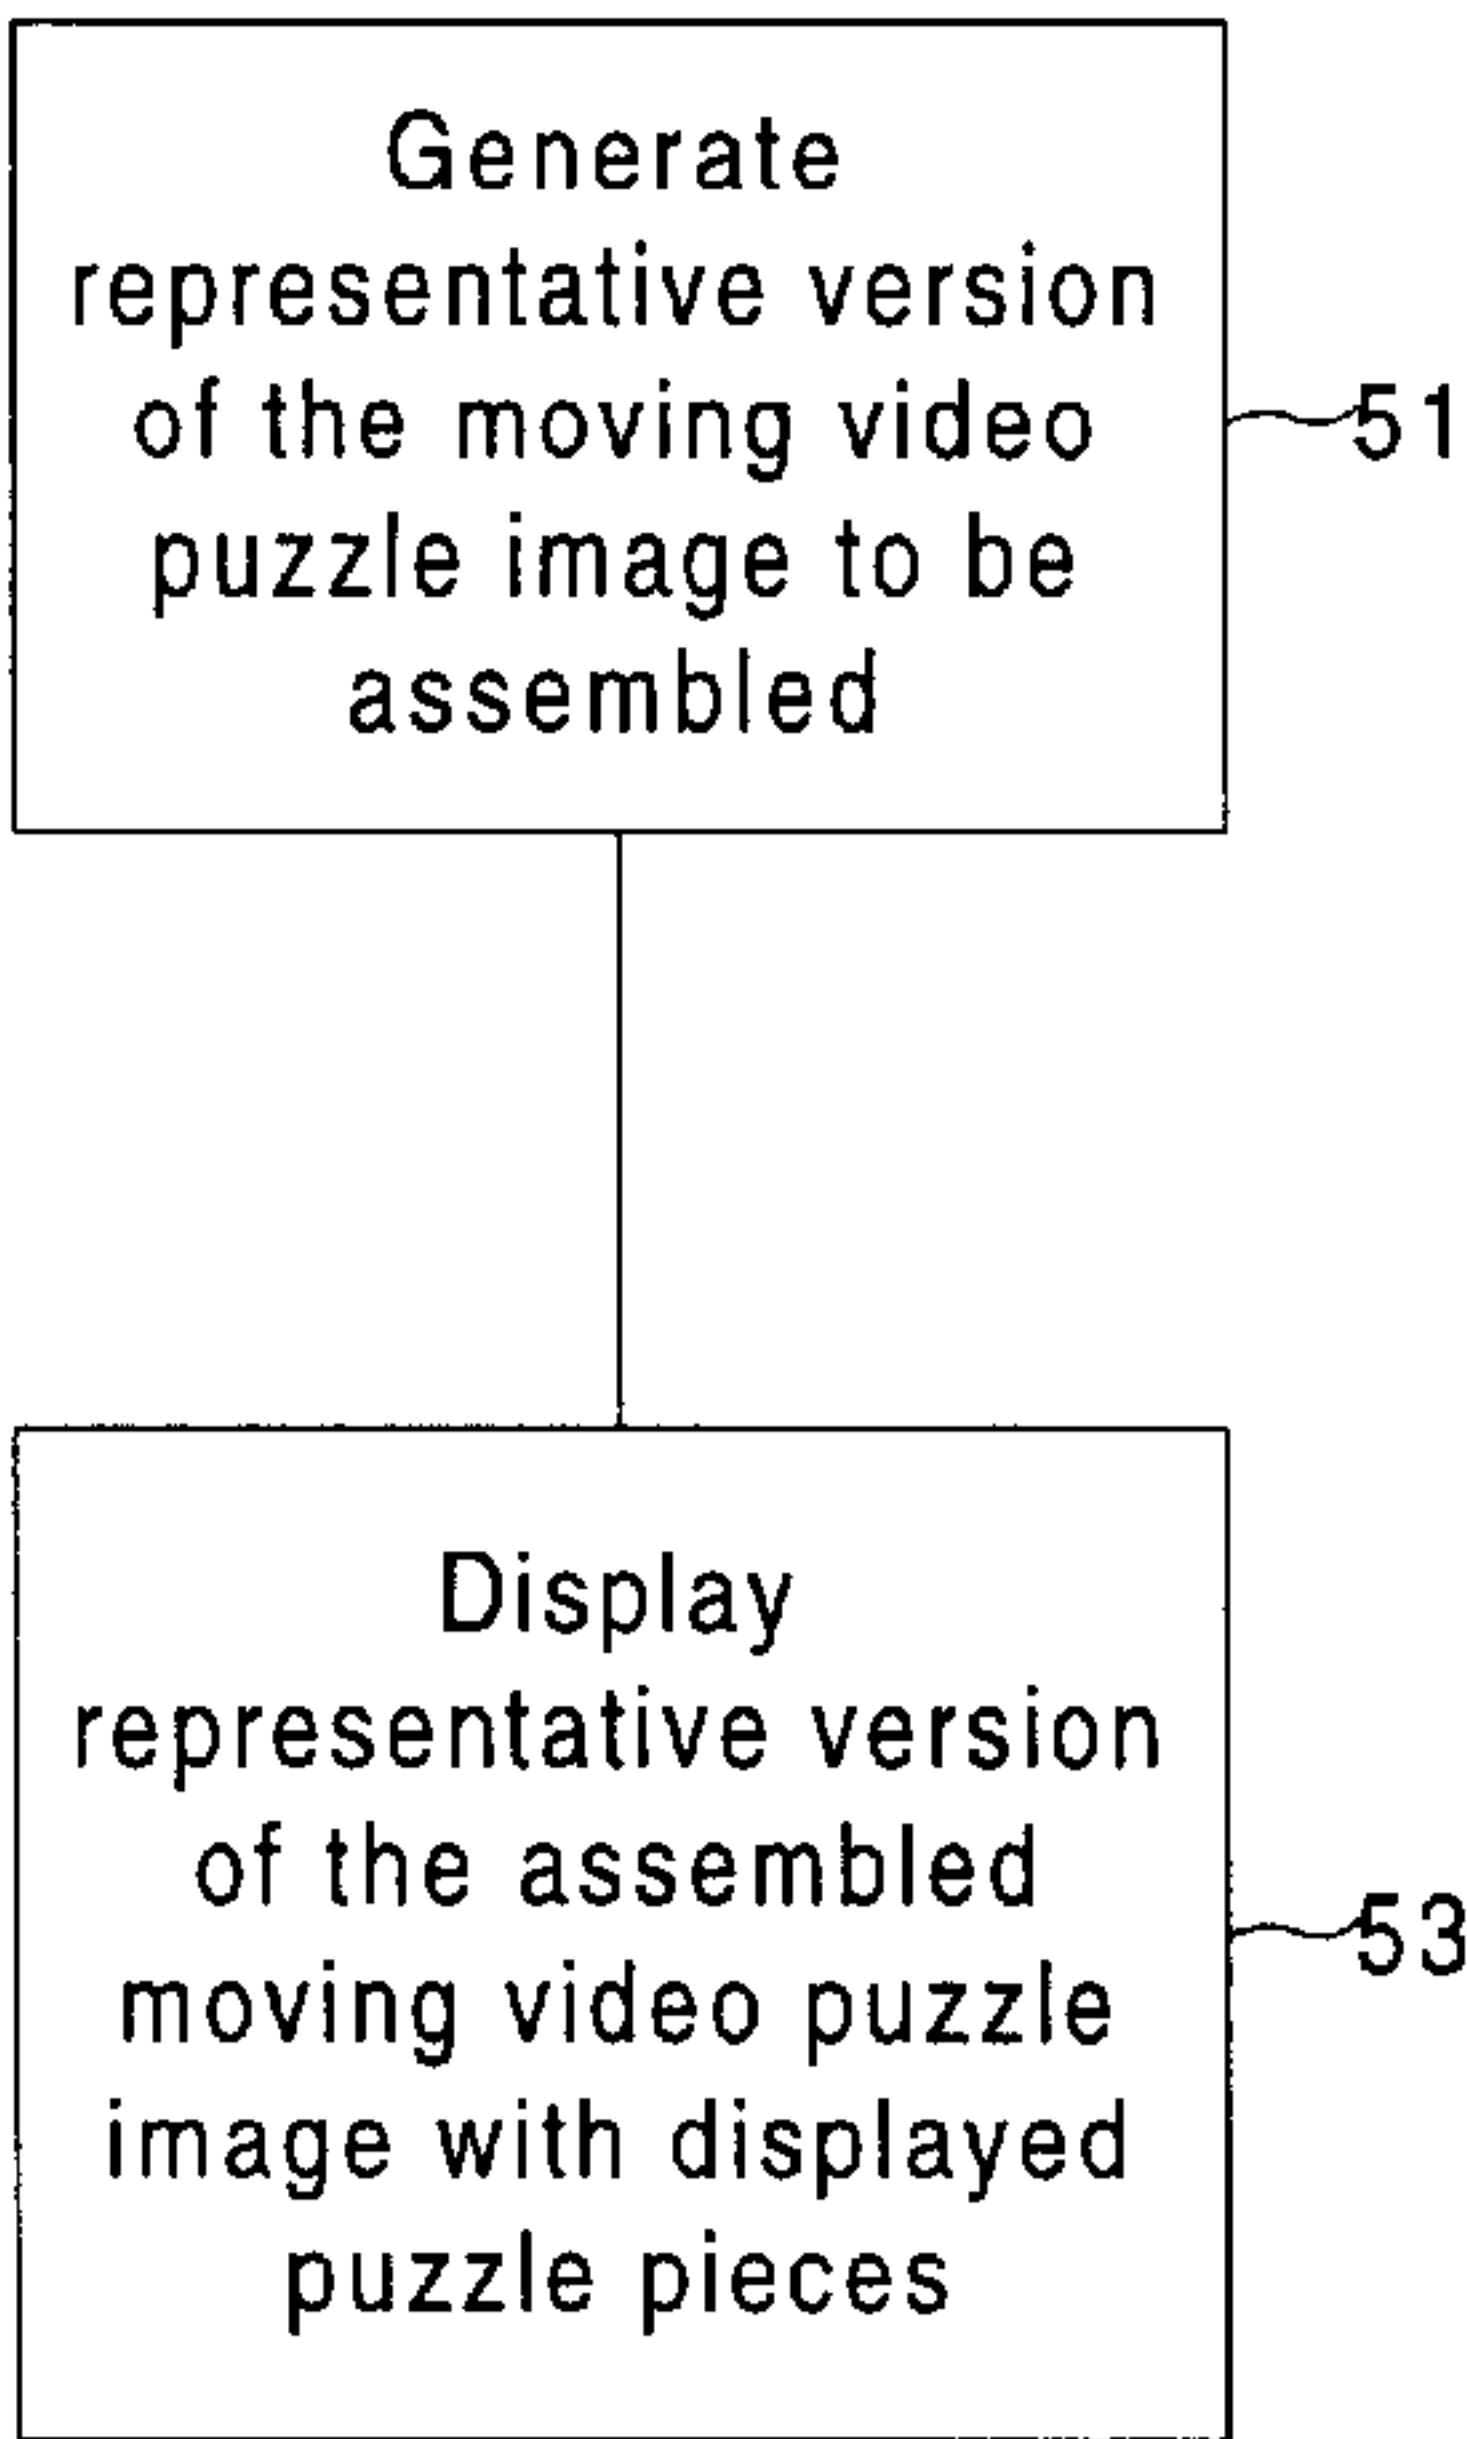 Generate
representative version
of the moving video
puzzle image to be
assembled
51
Display
representative version
of the assembled
moving video puzzle
image with displayed
puzzle pieces
53